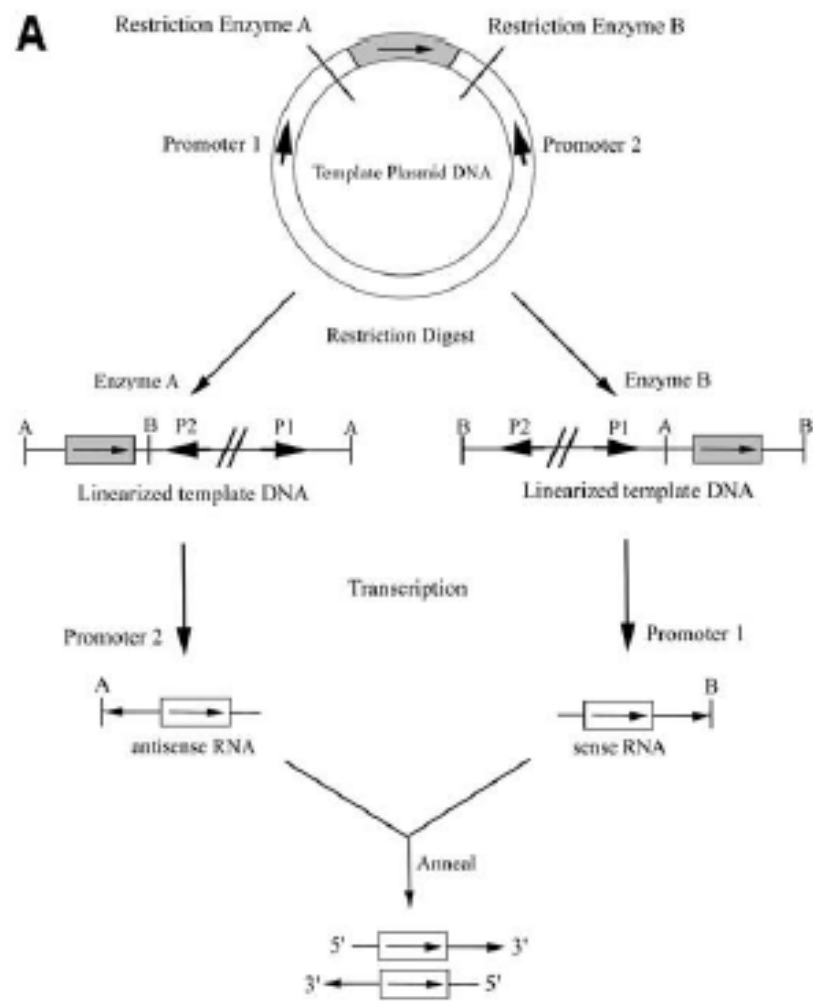 A
Restriction Enzyme A
Restriction Enzyme B
Promoter 1
Promoter 2
Template Plasmid DNA
Restriction Digest
Enzyme A
Enzyme B
A B P2 P1 A
B P2 P1 A B
Linearized template DNA
Linearized template DNA
Transcription
Promoter 2
Promoter 1
A
B
antisense RNA
sense RNA
Anneal
5' 3'
3' 5'